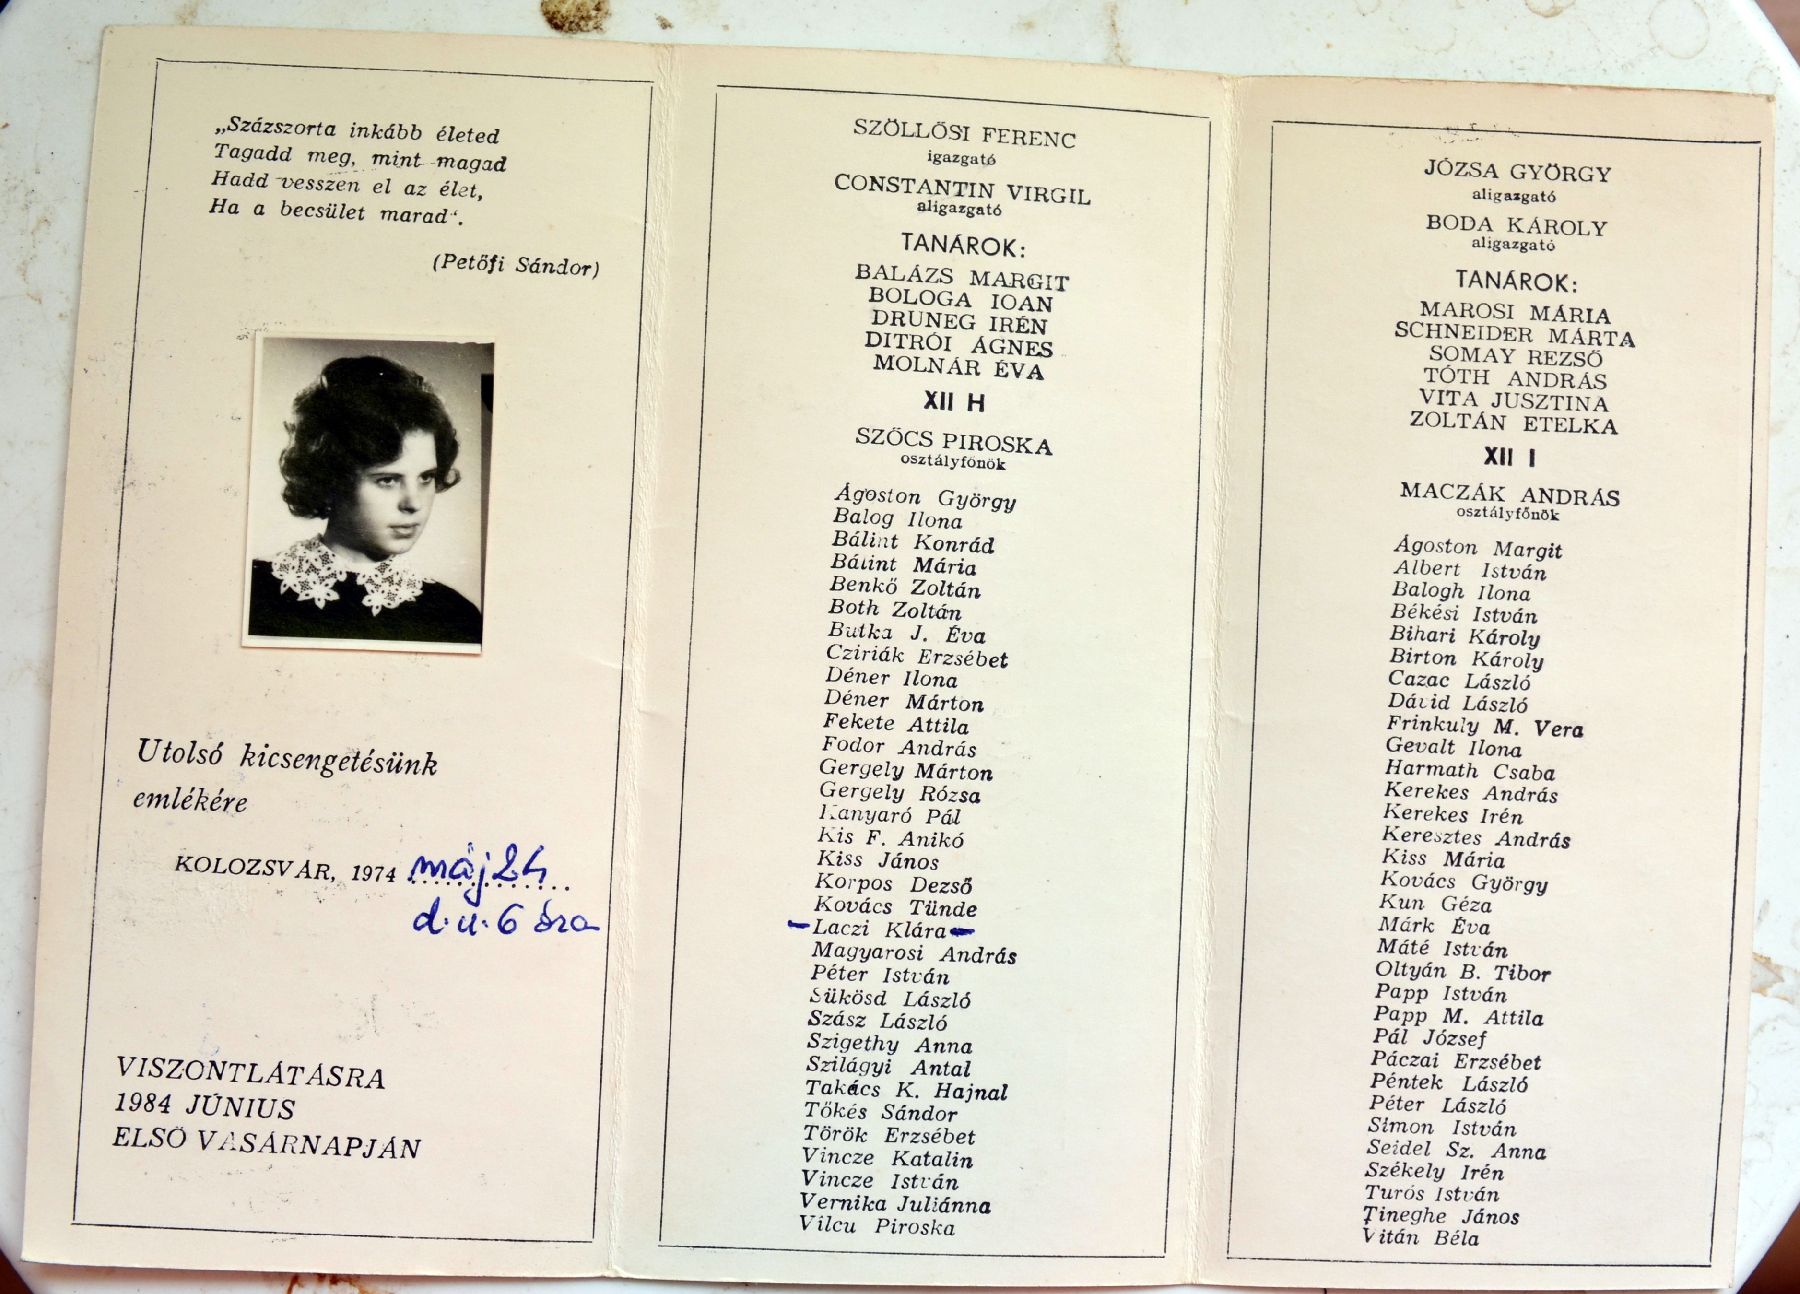 „Százszorta inkább életed
Tagadd meg, mint magad
Hadd vesszen el az élet,
Ha a becsület marad“.
(Petőfi Sándor)
Utolsó kicsengetésünk
emlékére
KOLOZSVÁR, 1974 máj 24
d.u. 6 óra
VISZONTLÁTÁSRA
1984 JÚNIUS
ELSŐ VASÁRNAPJÁN
SZÖLLŐSI FERENC
igazgató
CONSTANTIN VIRGIL
aligazgató
TANÁROK:
BALÁZS MARGIT
BOLOGA IOAN
DRUNEG IRÉN
DITRÓI ÁGNES
MOLNÁR ÉVA
XII H
SZŐCS PIROSKA
osztályfőnök
Ágoston György
Balog Ilona
Bálint Konrád
Bálint Mária
Benkő Zoltán
Both Zoltán
Butka J. Éva
Cziriák Erzsébet
Déner Ilona
Déner Márton
Fekete Attila
Fodor András
Gergely Márton
Gergely Rózsa
Kanyaró Pál
Kis F. Anikó
Kiss János
Korpos Dezső
Kovács Tünde
Laczi Klára
Magyarosi András
Péter István
Sükösd László
Szász László
Szigethy Anna
Szilágyi Antal
Takács K. Hajnal
Tőkés Sándor
Török Erzsébet
Vincze Katalin
Vincze István
Vernika Juliánna
Vîlcu Piroska
JÓZSA GYÖRGY
aligazgató
BODA KÁROLY
aligazgató
TANÁROK:
MAROSI MÁRIA
SCHNEIDER MÁRTA
SOMAY REZSŐ
TÓTH ANDRÁS
VITA JUSZTINA
ZOLTÁN ETELKA
XII I
MACZÁK ANDRÁS
osztályfőnök
Ágoston Margit
Albert István
Balogh Ilona
Békési István
Bihari Károly
Birton Károly
Cazac László
Dávid László
Frinkuly M. Vera
Gevalt Ilona
Harmath Csaba
Kerekes András
Kerekes Irén
Keresztes András
Kiss Mária
Kovács György
Kun Géza
Márk Éva
Máté István
Oltyán B. Tibor
Papp István
Papp M. Attila
Pál József
Páczai Erzsébet
Péntek László
Péter László
Simon István
Seidel Sz. Anna
Székely Irén
Turós István
Țineghe János
Vitán Béla